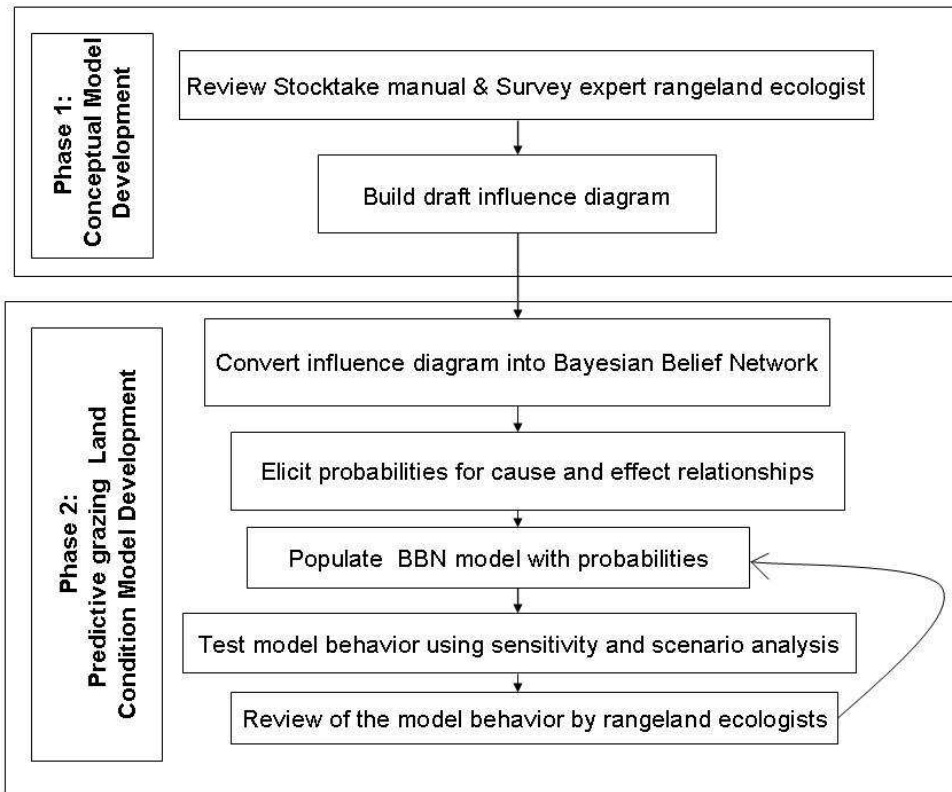 Phase 1:
Conceptual Model
Development
Review Stocktake manual & Survey expert rangeland ecologist
Build draft influence diagram
Phase 2:
Predictive grazing Land
Condition Model Development
Convert influence diagram into Bayesian Belief Network
Elicit probabilities for cause and effect relationships
Populate BBN model with probabilities
Test model behavior using sensitivity and scenario analysis
Review of the model behavior by rangeland ecologists